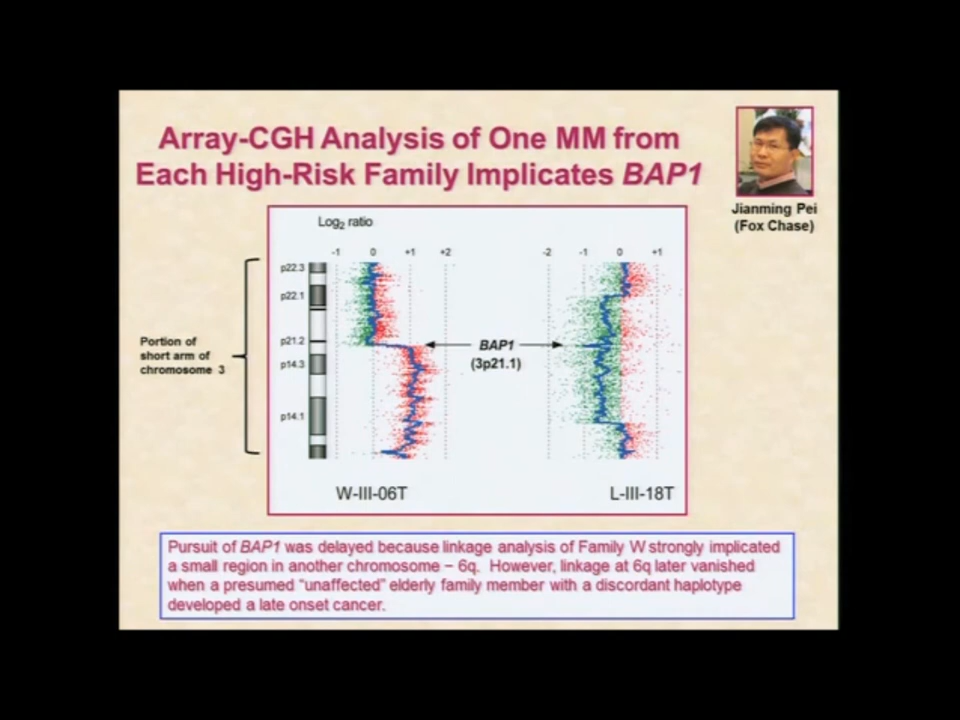 Array-CGH Analysis of One MM from
Each High-Risk Family Implicates BAP1
Jianming Pei
(Fox Chase)
Log2 ratio
-1 0 +1 +2
-2 -1 0 +1
p22.3
p22.1
p21.2
p14.3
p14.1
Portion of
short arm of
chromosome 3
BAP1
(3p21.1)
W-III-06T
L-III-18T
Pursuit of BAP1 was delayed because linkage analysis of Family W strongly implicated
a small region in another chromosome – 6q. However, linkage at 6q later vanished
when a presumed “unaffected” elderly family member with a discordant haplotype
developed a late onset cancer.